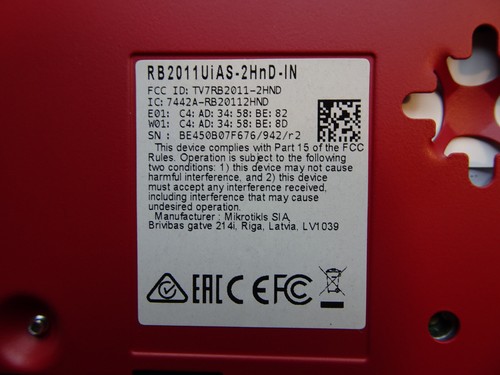 RB2011UiAS-2HnD-IN
FCC ID: TV7RB2011-2HND
IC: 7442A-RB20112HND
E01: C4: AD: 34: 58: BE: 82
W01: C4: AD: 34: 58: BE: 8D
SN : BE450B07F676/942/r2
This device complies with Part 15 of the FCC
Rules. Operation is subject to the following
two conditions: 1) this device may not cause
harmful interference, and 2) this device
must accept any interference received,
including interference that may cause
undesired operation.
Manufacturer : Mikrotikls SIA
Brivibas gatve 214i, Riga, Latvia, LV1039
EAC CE FC